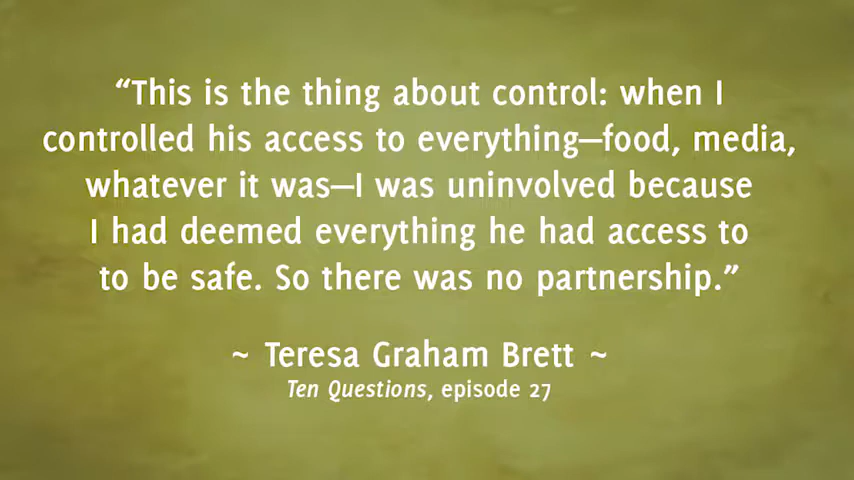 “This is the thing about control: when I
controlled his access to everything—food, media,
whatever it was—I was uninvolved because
I had deemed everything he had access to
to be safe. So there was no partnership.”
~ Teresa Graham Brett ~
Ten Questions, episode 27